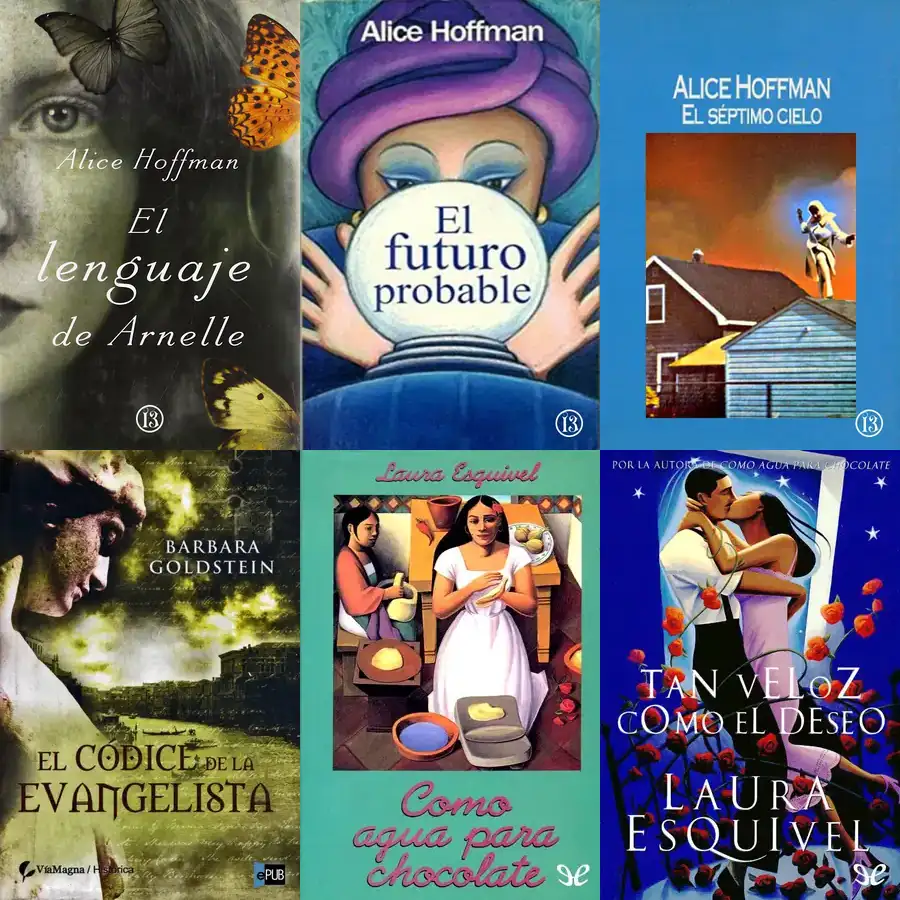 Alice Hoffman
El
lenguaje
de Arnelle
13
Alice Hoffman
El
futuro
probable
13
ALICE HOFFMAN
EL SÉPTIMO CIELO
13
BARBARA
GOLDSTEIN
EL CÓDICE DE LA
EVANGELISTA
VíaMagna / Histórica
ePUB
Laura Esquivel
Como
agua para
chocolate
POR LA AUTORA DE COMO AGUA PARA CHOCOLATE
TAN VELOZ
COMO EL DESEO
LAURA
ESQUIVEL